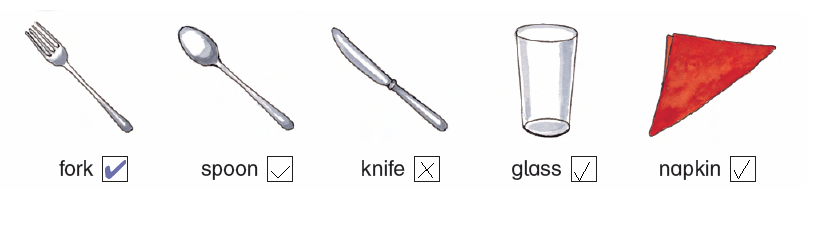 fork ✔ spoon ✓ knife ✗ glass ✓ napkin ✓